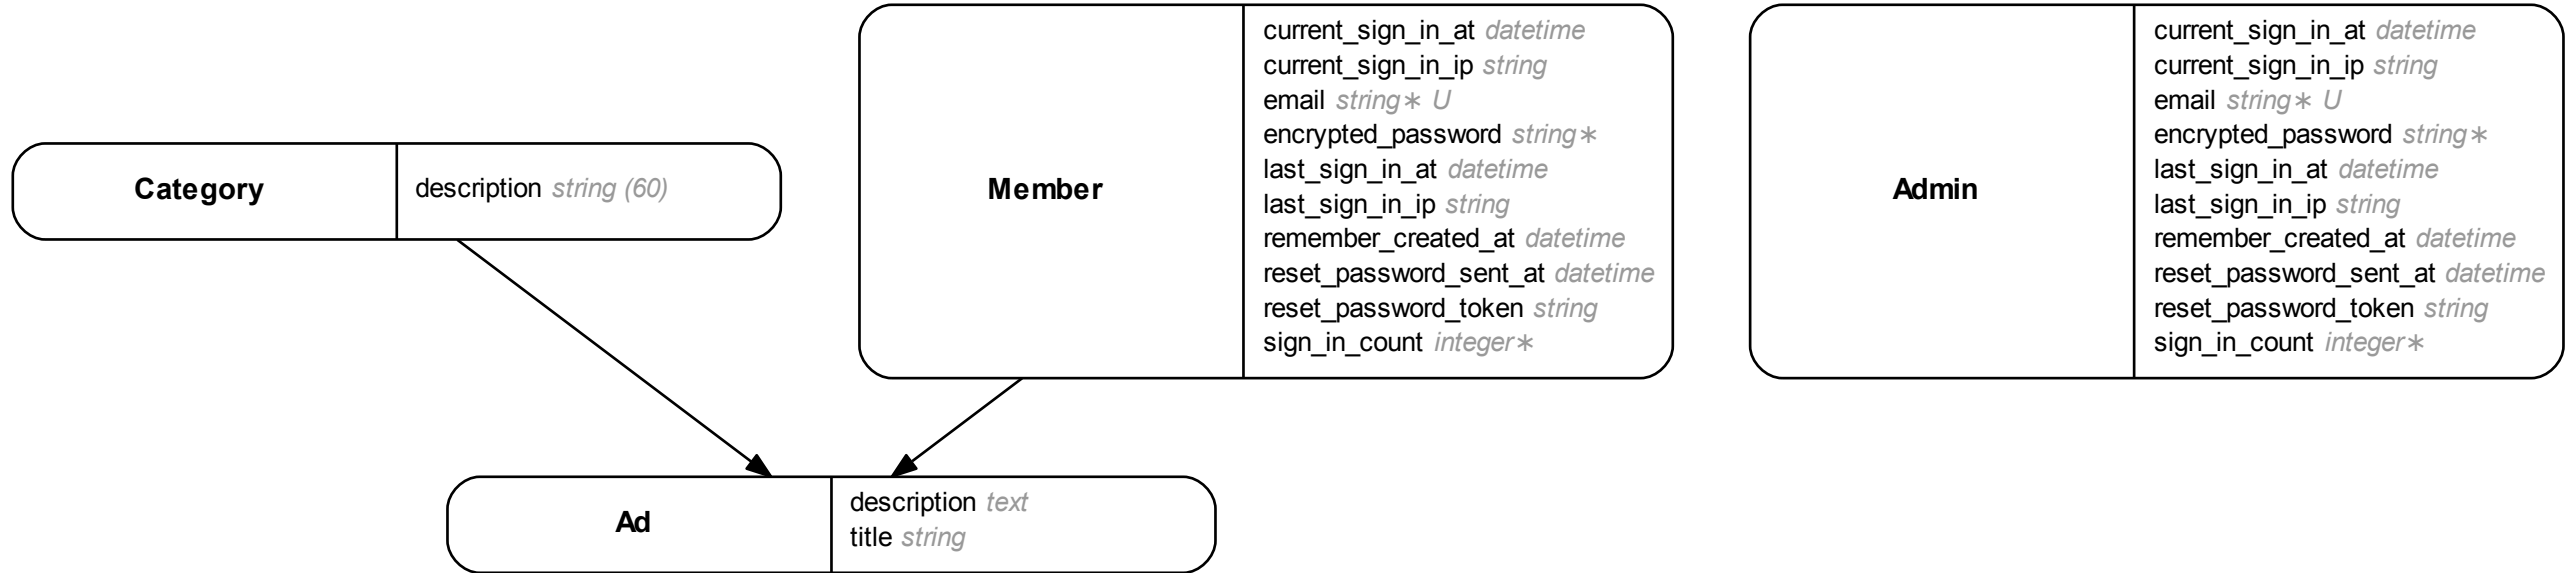 Category
description string (60)
Member
current_sign_in_at datetime
current_sign_in_ip string
email string∗ U
encrypted_password string∗
last_sign_in_at datetime
last_sign_in_ip string
remember_created_at datetime
reset_password_sent_at datetime
reset_password_token string
sign_in_count integer∗
Admin
current_sign_in_at datetime
current_sign_in_ip string
email string∗ U
encrypted_password string∗
last_sign_in_at datetime
last_sign_in_ip string
remember_created_at datetime
reset_password_sent_at datetime
reset_password_token string
sign_in_count integer∗
Ad
description text
title string